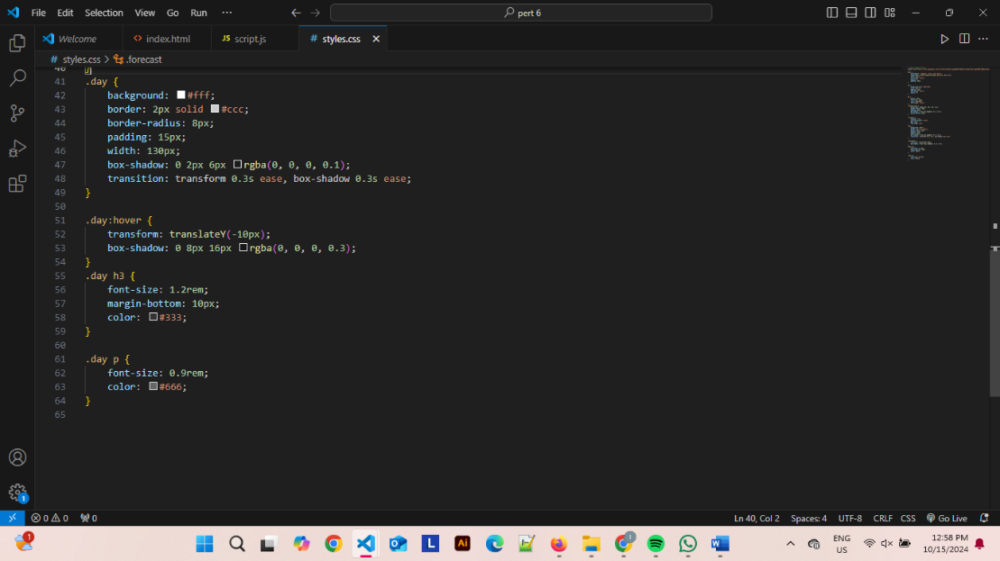 File Edit Selection View Go Run ··· pert 6
Welcome index.html JS script.js # styles.css
# styles.css > .forecast
40 }
41 .day {
42 background: #fff;
43 border: 2px solid #ccc;
44 border-radius: 8px;
45 padding: 15px;
46 width: 130px;
47 box-shadow: 0 2px 6px rgba(0, 0, 0, 0.1);
48 transition: transform 0.3s ease, box-shadow 0.3s ease;
49 }
50
51 .day:hover {
52 transform: translateY(-10px);
53 box-shadow: 0 8px 16px rgba(0, 0, 0, 0.3);
54 }
55 .day h3 {
56 font-size: 1.2rem;
57 margin-bottom: 10px;
58 color: #333;
59 }
60
61 .day p {
62 font-size: 0.9rem;
63 color: #666;
64 }
65
1
0 0 0 Ln 40, Col 2 Spaces: 4 UTF-8 CRLF CSS Go Live
1 L Ai ENG 12:58 PM
US 10/15/2024